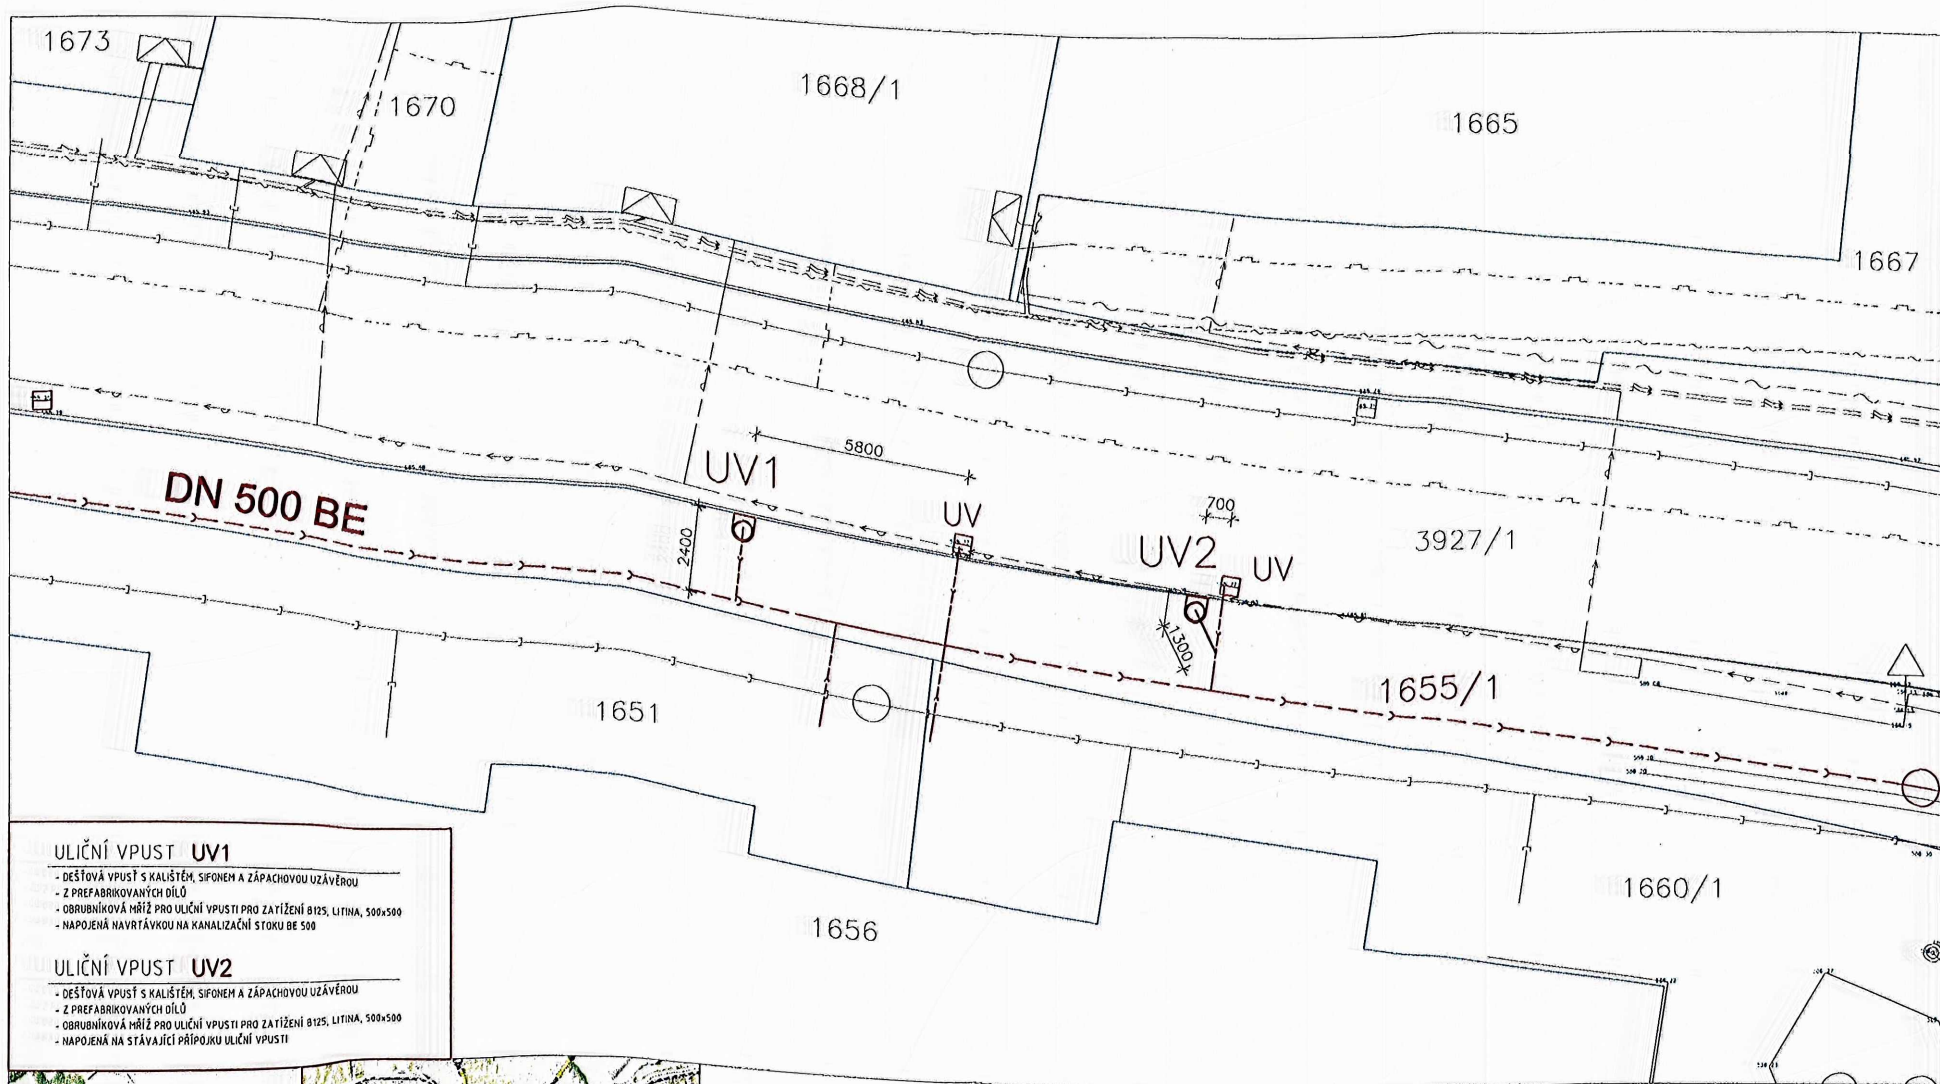 1673
1670
1668/1
1665
1667
5800
UV1
DN 500 BE
2400
UV
700
UV2
UV
3927/1
1300
1655/1
1651
1656
1660/1
ULIČNÍ VPUST UV1
- DEŠŤOVÁ VPUSŤ S KALIŠTĚM, SIFONEM A ZÁPACHOVOU UZÁVĚROU
- Z PREFABRIKOVANÝCH DÍLŮ
- OBRUBNÍKOVÁ MŘÍŽ PRO ULIČNÍ VPUSTI PRO ZATÍŽENÍ B125, LITINA, 500x500
- NAPOJENÁ NAVRTÁVKOU NA KANALIZAČNÍ STOKU BE 500
ULIČNÍ VPUST UV2
- DEŠŤOVÁ VPUSŤ S KALIŠTĚM, SIFONEM A ZÁPACHOVOU UZÁVĚROU
- Z PREFABRIKOVANÝCH DÍLŮ
- OBRUBNÍKOVÁ MŘÍŽ PRO ULIČNÍ VPUSTI PRO ZATÍŽENÍ B125, LITINA, 500x500
- NAPOJENÁ NA STÁVAJÍCÍ PŘÍPOJKU ULIČNÍ VPUSTI